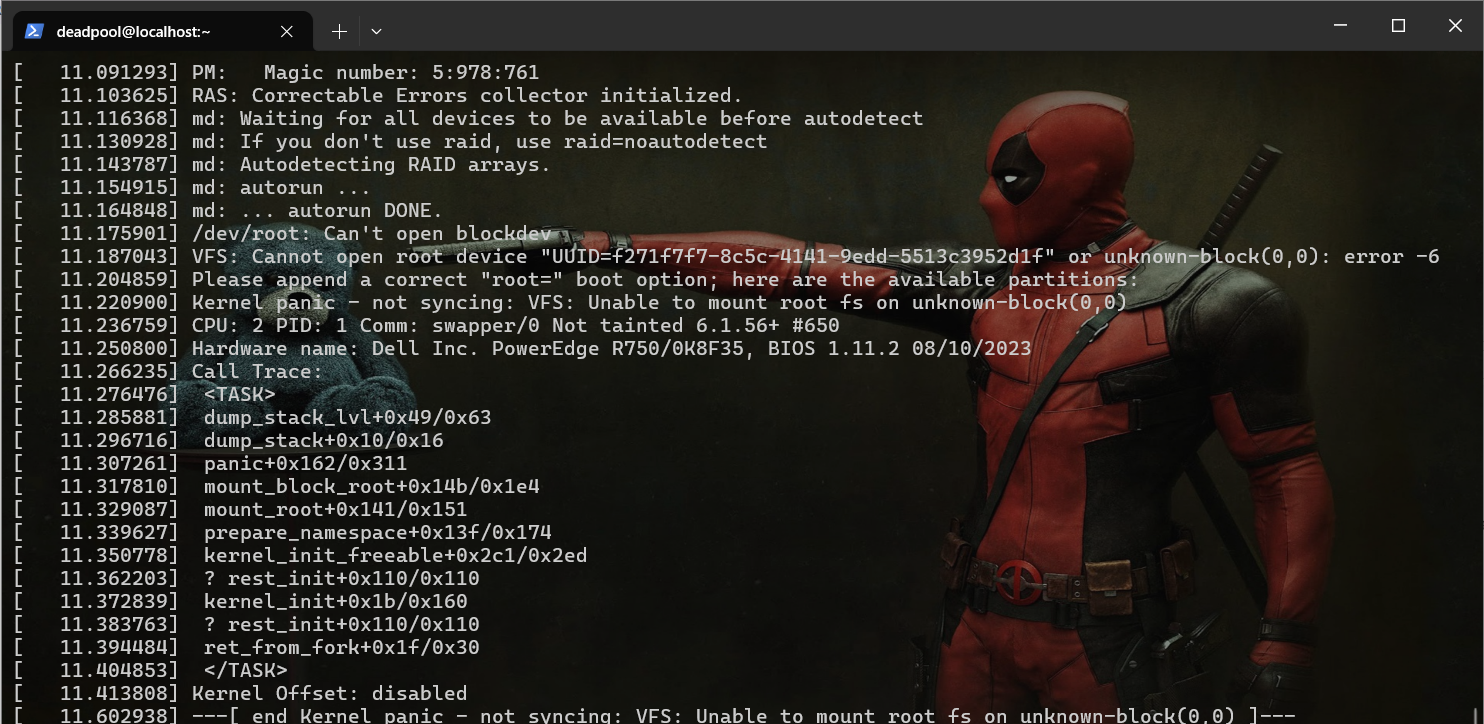 deadpool@localhost:~
[   11.091293] PM:   Magic number: 5:978:761
[   11.103625] RAS: Correctable Errors collector initialized.
[   11.116368] md: Waiting for all devices to be available before autodetect
[   11.130928] md: If you don't use raid, use raid=noautodetect
[   11.143787] md: Autodetecting RAID arrays.
[   11.154915] md: autorun ...
[   11.164848] md: ... autorun DONE.
[   11.175901] /dev/root: Can't open blockdev
[   11.187043] VFS: Cannot open root device "UUID=f271f7f7-8c5c-4141-9edd-5513c3952d1f" or unknown-block(0,0): error -6
[   11.204859] Please append a correct "root=" boot option; here are the available partitions:
[   11.220900] Kernel panic - not syncing: VFS: Unable to mount root fs on unknown-block(0,0)
[   11.236759] CPU: 2 PID: 1 Comm: swapper/0 Not tainted 6.1.56+ #650
[   11.250800] Hardware name: Dell Inc. PowerEdge R750/0K8F35, BIOS 1.11.2 08/10/2023
[   11.266235] Call Trace:
[   11.276476]  <TASK>
[   11.285881]  dump_stack_lvl+0x49/0x63
[   11.296716]  dump_stack+0x10/0x16
[   11.307261]  panic+0x162/0x311
[   11.317810]  mount_block_root+0x14b/0x1e4
[   11.329087]  mount_root+0x141/0x151
[   11.339627]  prepare_namespace+0x13f/0x174
[   11.350778]  kernel_init_freeable+0x2c1/0x2ed
[   11.362203]  ? rest_init+0x110/0x110
[   11.372839]  kernel_init+0x1b/0x160
[   11.383763]  ? rest_init+0x110/0x110
[   11.394484]  ret_from_fork+0x1f/0x30
[   11.404853]  </TASK>
[   11.413808] Kernel Offset: disabled
[   11.602938] ---[ end Kernel panic - not syncing: VFS: Unable to mount root fs on unknown-block(0,0) ]---